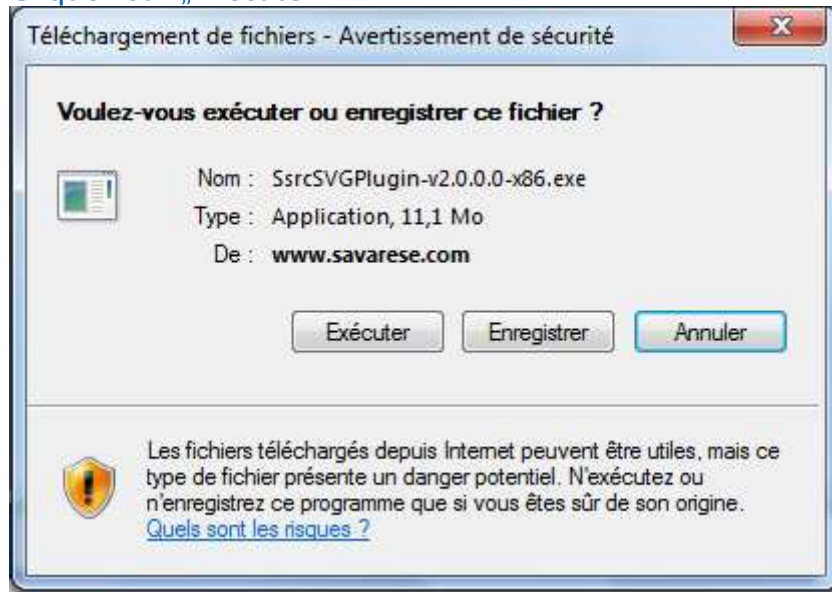 Téléchargement de fichiers - Avertissement de sécurité
Voulez-vous exécuter ou enregistrer ce fichier ?
Nom : SsrcSVGPlugin-v2.0.0.0-x86.exe
Type : Application, 11,1 Mo
De : www.savarese.com
Exécuter Enregistrer Annuler
Les fichiers téléchargés depuis Internet peuvent être utiles, mais ce
type de fichier présente un danger potentiel. N'exécutez ou
n'enregistrez ce programme que si vous êtes sûr de son origine.
Quels sont les risques ?